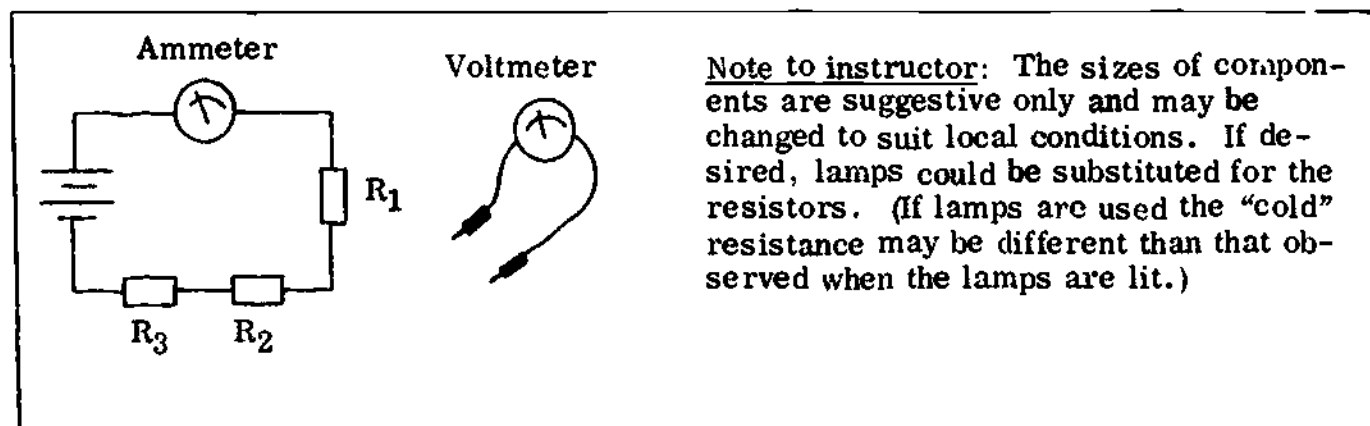 Ammeter
Voltmeter
R1
R3
R2
Note to instructor: The sizes of compon-
ents are suggestive only and may be
changed to suit local conditions. If de-
sired, lamps could be substituted for the
resistors. (If lamps are used the “cold”
resistance may be different than that ob-
served when the lamps are lit.)